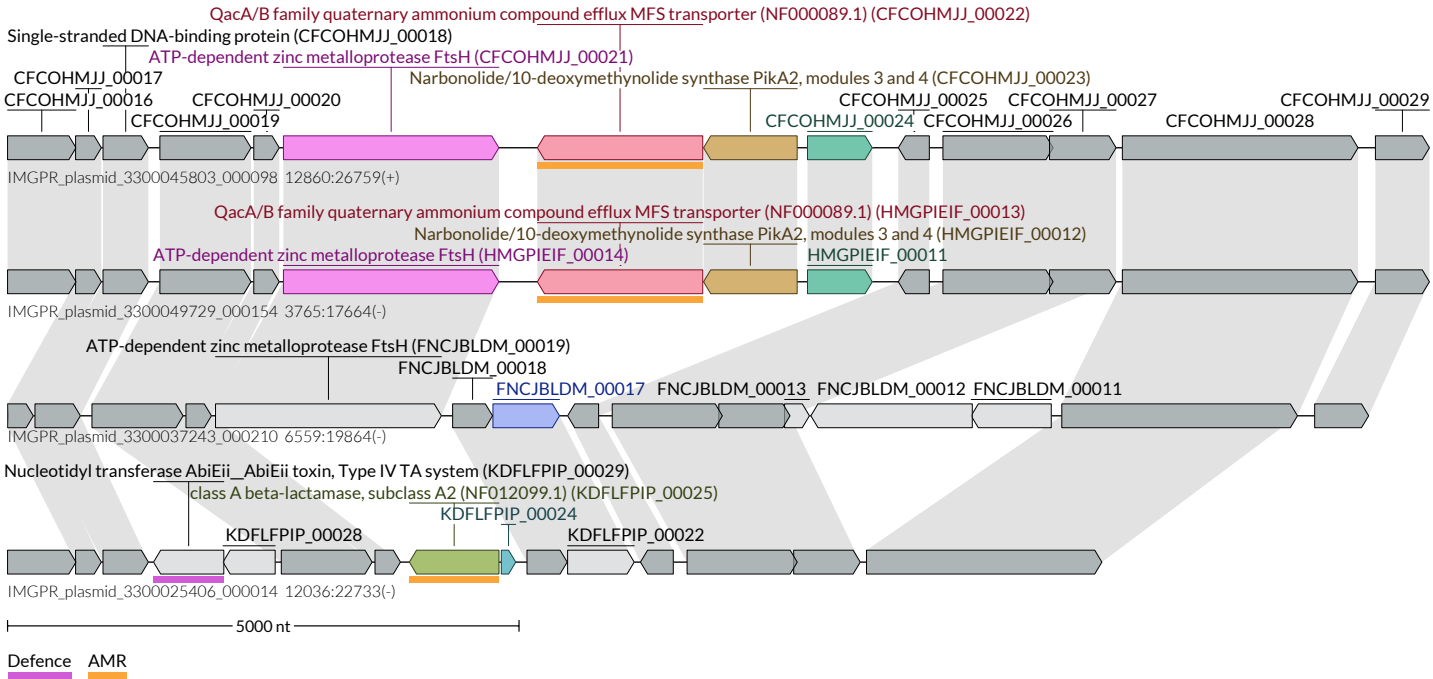 QacA/B family quaternary ammonium compound efflux MFS transporter (NF000089.1) (CFCOHMJJ_00022)
Single-stranded DNA-binding protein (CFCOHMJJ_00018)
ATP-dependent zinc metalloprotease FtsH (CFCOHMJJ_00021)
CFCOHMJJ_00017 Narbonolide/10-deoxymethynolide synthase PikA2, modules 3 and 4 (CFCOHMJJ_00023)
CFCOHMJJ_00016 CFCOHMJJ_00020 CFCOHMJJ_00025 CFCOHMJJ_00027 CFCOHMJJ_00029
CFCOHMJJ_00019 CFCOHMJJ_00024 CFCOHMJJ_00026 CFCOHMJJ_00028
IMGPR_plasmid_3300045803_000098 12860:26759(+)
QacA/B family quaternary ammonium compound efflux MFS transporter (NF000089.1) (HMGPIEIF_00013)
Narbonolide/10-deoxymethynolide synthase PikA2, modules 3 and 4 (HMGPIEIF_00012)
ATP-dependent zinc metalloprotease FtsH (HMGPIEIF_00014) HMGPIEIF_00011
IMGPR_plasmid_3300049729_000154 3765:17664(-)
ATP-dependent zinc metalloprotease FtsH (FNCJBLDM_00019)
FNCJBLDM_00018
FNCJBLDM_00017 FNCJBLDM_00013 FNCJBLDM_00012 FNCJBLDM_00011
IMGPR_plasmid_3300037243_000210 6559:19864(-)
Nucleotidyl transferase AbiEii_AbiEii toxin, Type IV TA system (KDFLFPIP_00029)
class A beta-lactamase, subclass A2 (NF012099.1) (KDFLFPIP_00025)
KDFLFPIP_00024
KDFLFPIP_00028 KDFLFPIP_00022
IMGPR_plasmid_3300025406_000014 12036:22733(-)
5000 nt
Defence AMR